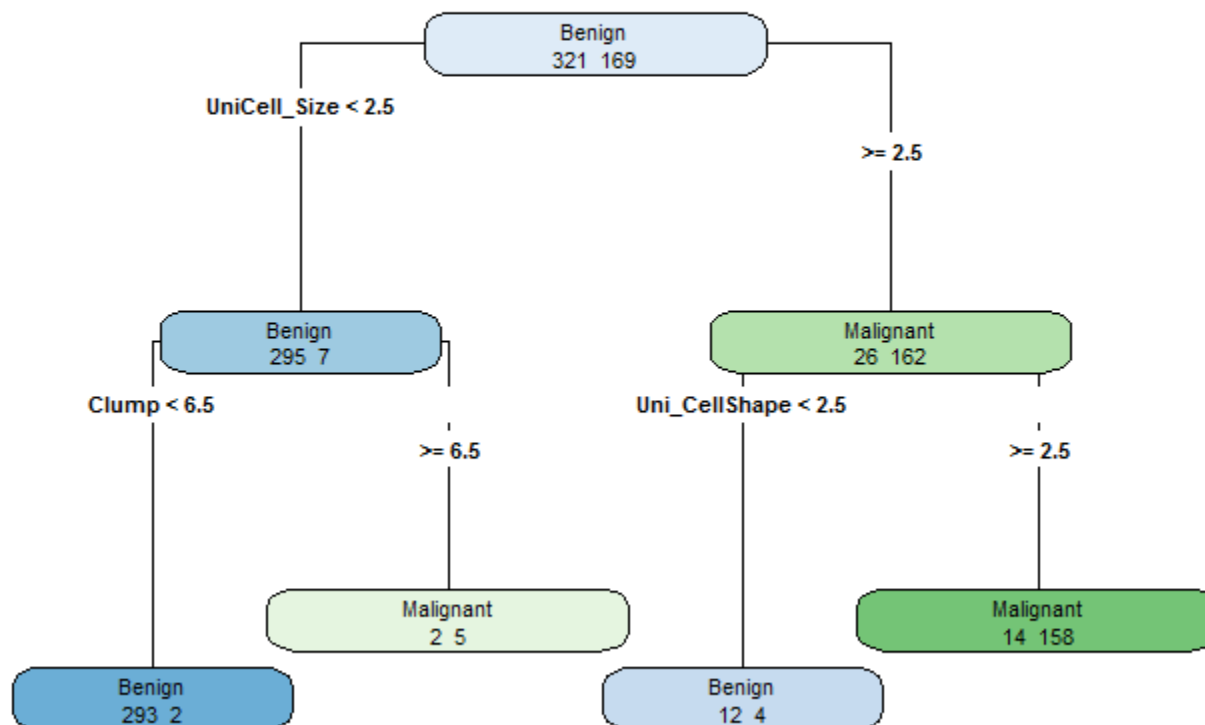 Benign
321 169
UniCell_Size < 2.5
>= 2.5
Benign
295 7
Malignant
26 162
Clump < 6.5
Uni_CellShape < 2.5
>= 6.5
>= 2.5
Malignant
2 5
Malignant
14 158
Benign
293 2
Benign
12 4